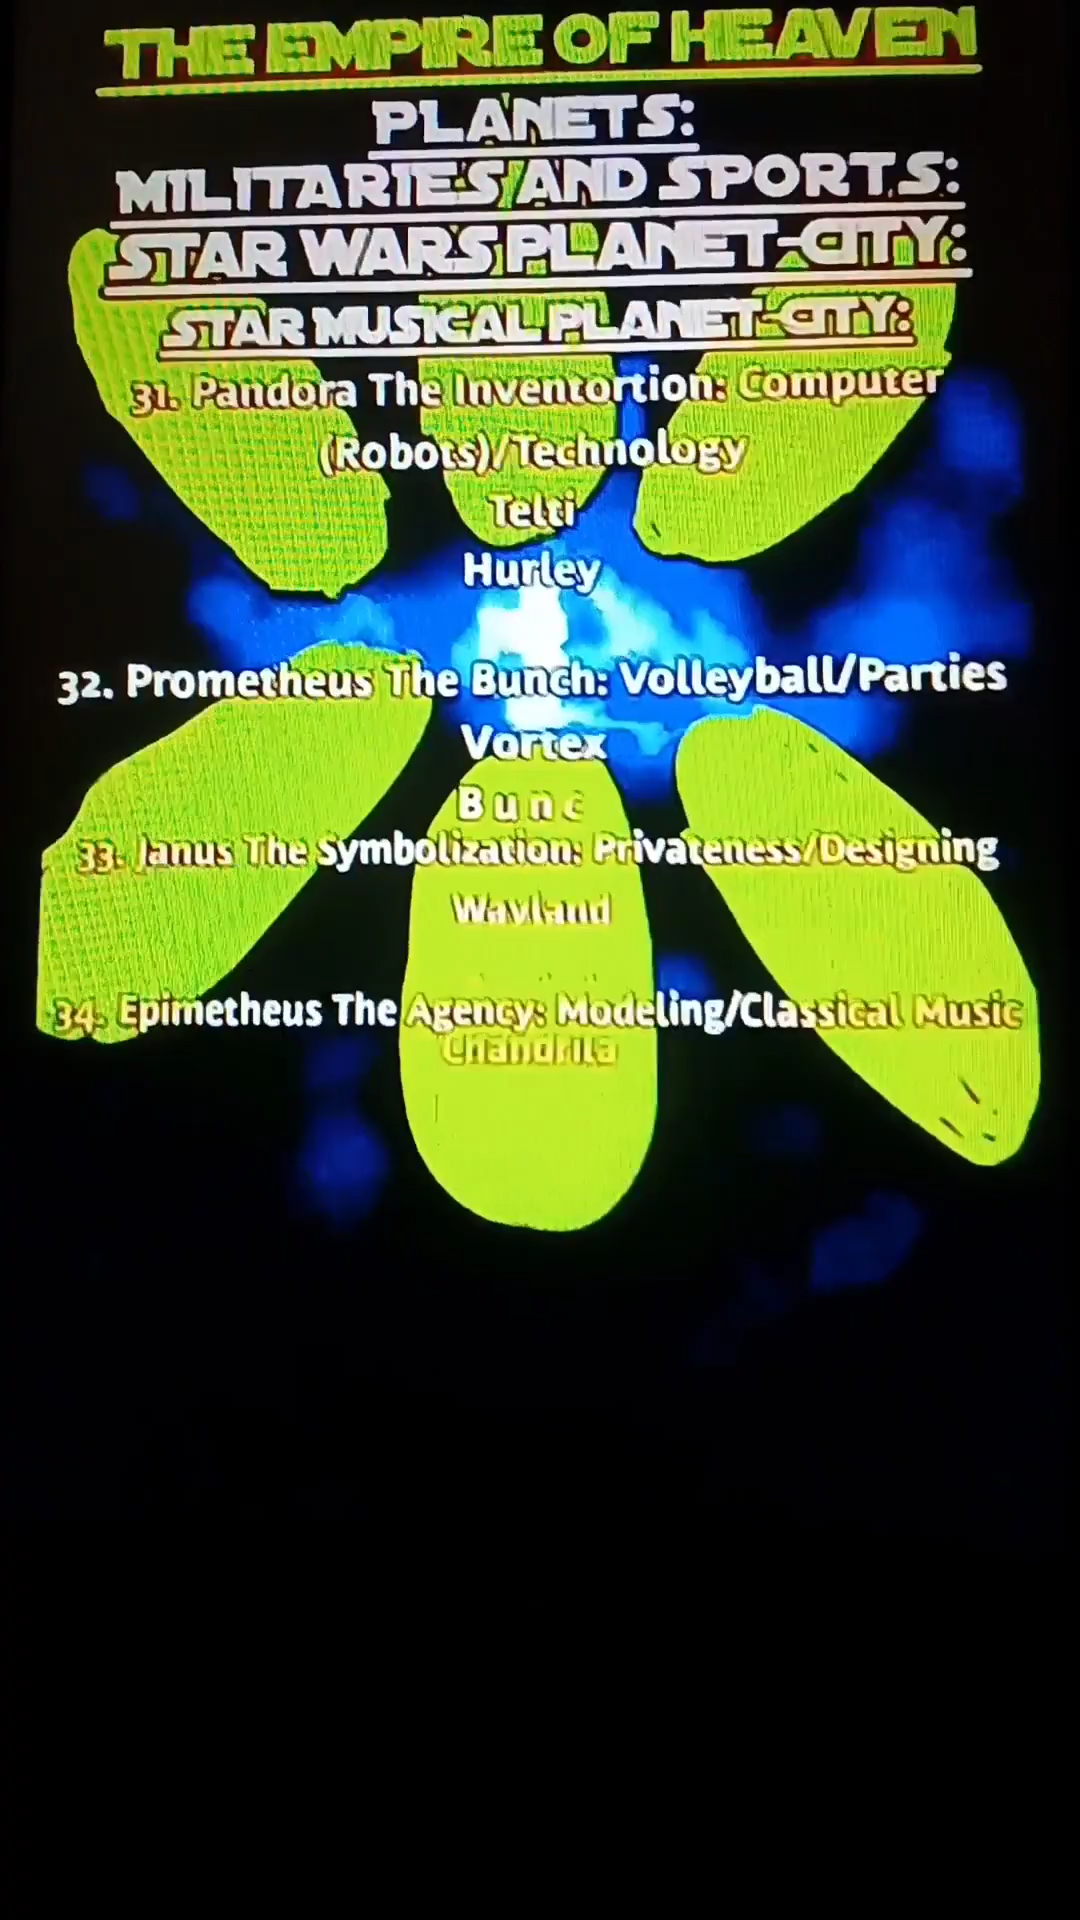 THE EMPIRE OF HEAVEN
PLANETS:
MILITARIES AND SPORTS:
STAR WARS PLANET-CITY:
STAR MUSICAL PLANET-CITY:
31. Pandora The Inventortion: Computer
(Robots)/Technology
Telti
Hurley
32. Prometheus The Bunch: Volleyball/Parties
Vortex
Bunc
33. Janus The Symbolization: Privateness/Designing
Wayland
34. Epimetheus The Agency: Modeling/Classical Music
Chandrila